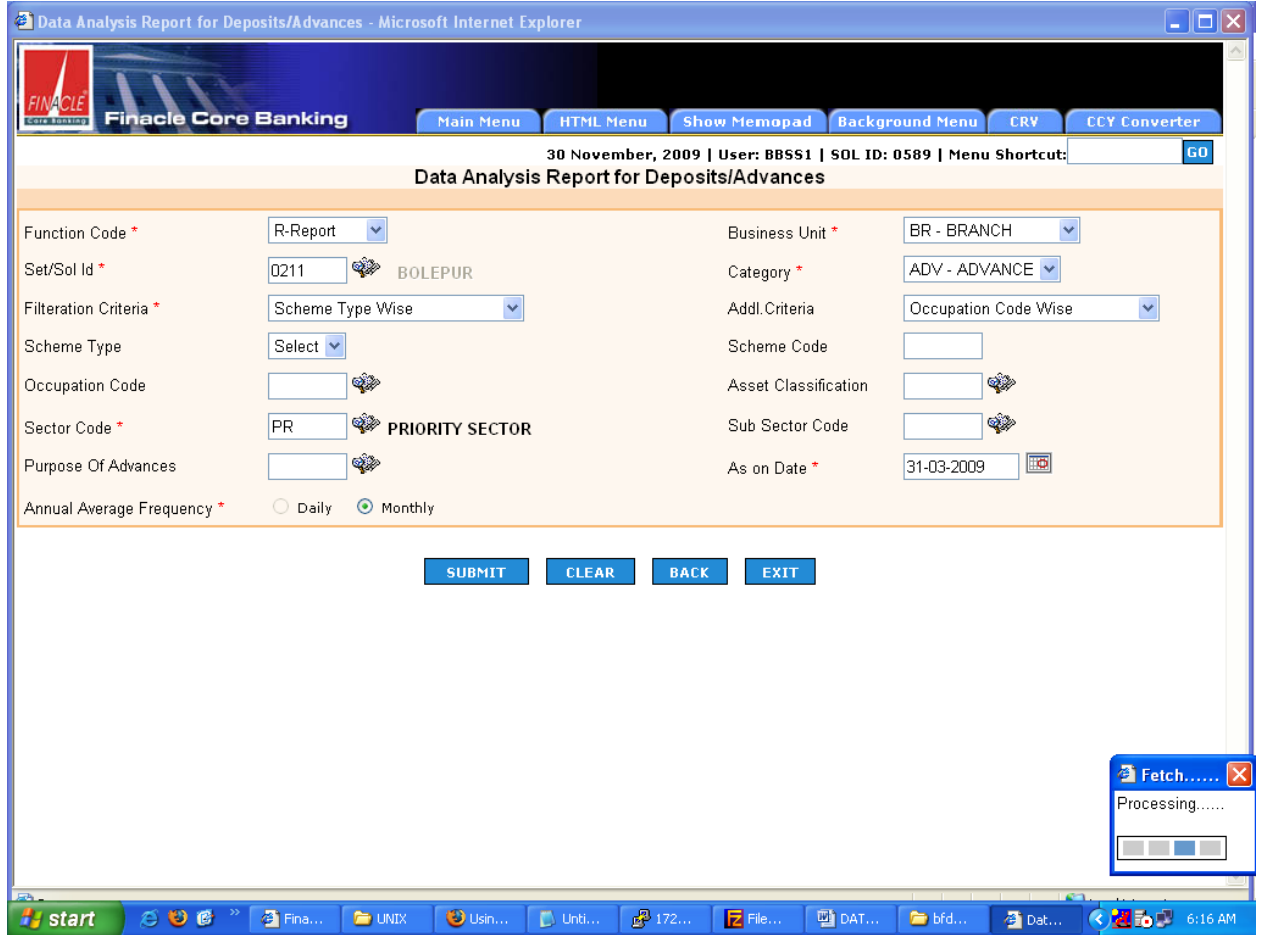 Data Analysis Report for Deposits/Advances - Microsoft Internet Explorer
FINACLE
Core Banking
Finacle Core Banking
Main Menu HTML Menu Show Memopad Background Menu CRV CCY Converter
30 November, 2009 | User: BBSS1 | SOL ID: 0589 | Menu Shortcut: GO
Data Analysis Report for Deposits/Advances
Function Code * R-Report Business Unit * BR - BRANCH
Set/Sol Id * 0211 BOLEPUR Category * ADV - ADVANCE
Filteration Criteria * Scheme Type Wise Addl.Criteria Occupation Code Wise
Scheme Type Select Scheme Code
Occupation Code Asset Classification
Sector Code * PR PRIORITY SECTOR Sub Sector Code
Purpose Of Advances As on Date * 31-03-2009
Annual Average Frequency * Daily Monthly
SUBMIT CLEAR BACK EXIT
Fetch......
Processing......
start » Fina... UNIX Usin... Unti... 172... File... DAT... bfd... Dat... 6:16 AM